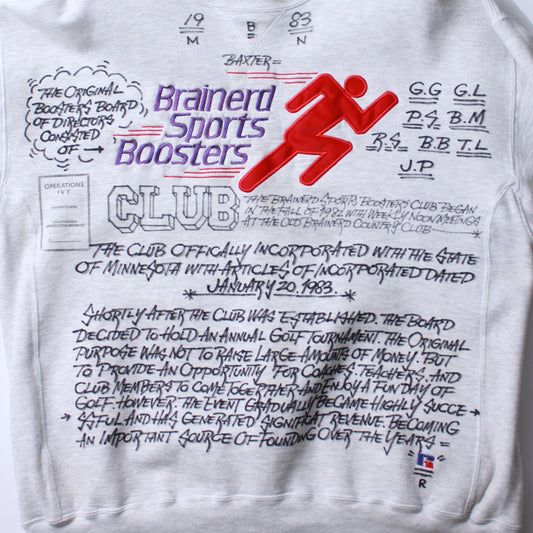 19 B 83
M N
BAXTER=
THE ORIGINAL
BOOSTERS BOARD
OF DIRECTORS
CONSISTED
OF →
Brainerd
Sports
Boosters
G.G G.L
P.S B.M
R.S B.B T.L
J.P
OPERATIONS
IVY
CLUB
THE BRAINERD SPORTS BOOSTERS CLUB BEGAN
IN THE FALL OF 1982 WITH WEEKLY NOON MEETINGS
AT THE OLD BRAINERD COUNTRY CLUB
THE CLUB OFFICALLY INCORPORATED WITH THE STATE
OF MINNESOTA WITH ARTICLES OF INCORPORATED DATED
JANUARY 20. 1983.
SHORTLY AFTER THE CLUB WAS ESTABLISHED. THE BOARD
DECIDED TO HOLD AN ANNUAL GOLF TOURNAMENT. THE ORIGINAL
PURPOSE WAS NOT TO RAISE LARGE AMOUNTS OF MONEY. BUT
TO PROVIDE AN OPPORTUNITY FOR COACHES. TEACHERS. AND
CLUB MEMBERS TO COME TOGETHER AND ENJOY A FUN DAY OF
GOLF. HOWEVER. THE EVENT GRADUALLY BECAME HIGHLY SUCCE →
→ SSFUL AND HAS GENERATED SIGNIFICAT REVENUE. BECOMING
AN IMPORTANT SOURCE OF FOUNDING OVER THE YEARS =
R
R